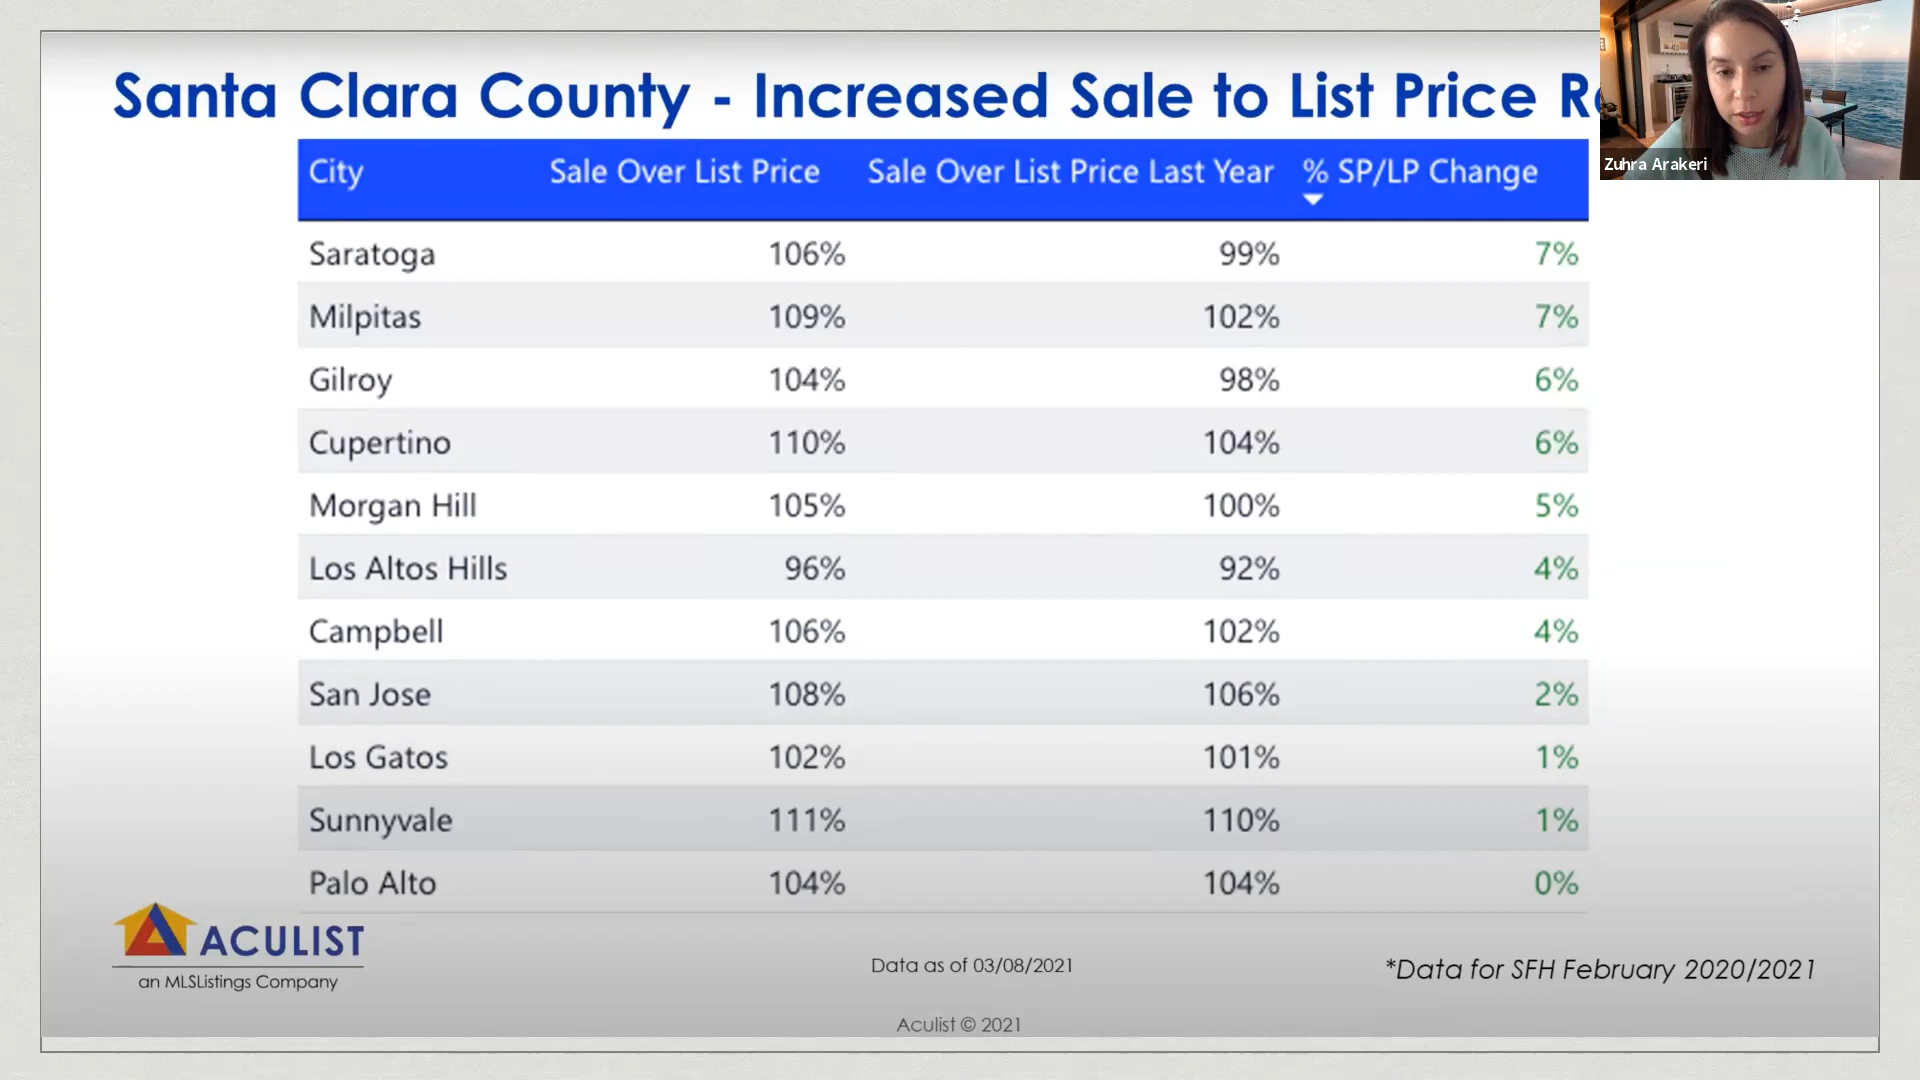 Santa Clara County - Increased Sale to List Price
Zuhra Arakeri
City Sale Over List Price Sale Over List Price Last Year % SP/LP Change
Saratoga 106% 99% 7%
Milpitas 109% 102% 7%
Gilroy 104% 98% 6%
Cupertino 110% 104% 6%
Morgan Hill 105% 100% 5%
Los Altos Hills 96% 92% 4%
Campbell 106% 102% 4%
San Jose 108% 106% 2%
Los Gatos 102% 101% 1%
Sunnyvale 111% 110% 1%
Palo Alto 104% 104% 0%
ACULIST
an MLSListings Company
Data as of 03/08/2021
*Data for SFH February 2020/2021
Aculist © 2021